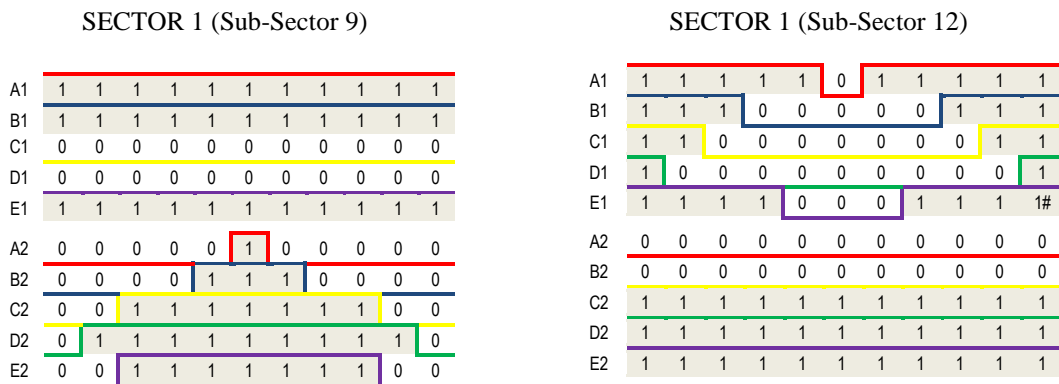 SECTOR 1 (Sub-Sector 9)
A1 1 1 1 1 1 1 1 1 1 1 1
B1 1 1 1 1 1 1 1 1 1 1 1
C1 0 0 0 0 0 0 0 0 0 0 0
D1 0 0 0 0 0 0 0 0 0 0 0
E1 1 1 1 1 1 1 1 1 1 1 1
A2 0 0 0 0 0 1 0 0 0 0 0
B2 0 0 0 0 1 1 1 0 0 0 0
C2 0 0 1 1 1 1 1 1 1 0 0
D2 0 1 1 1 1 1 1 1 1 1 0
E2 0 0 1 1 1 1 1 1 1 0 0
SECTOR 1 (Sub-Sector 12)
A1 1 1 1 1 1 0 1 1 1 1 1
B1 1 1 1 0 0 0 0 0 1 1 1
C1 1 1 0 0 0 0 0 0 0 1 1
D1 1 0 0 0 0 0 0 0 0 0 1
E1 1 1 1 1 0 0 0 1 1 1 1#
A2 0 0 0 0 0 0 0 0 0 0 0
B2 0 0 0 0 0 0 0 0 0 0 0
C2 1 1 1 1 1 1 1 1 1 1 1
D2 1 1 1 1 1 1 1 1 1 1 1
E2 1 1 1 1 1 1 1 1 1 1 1